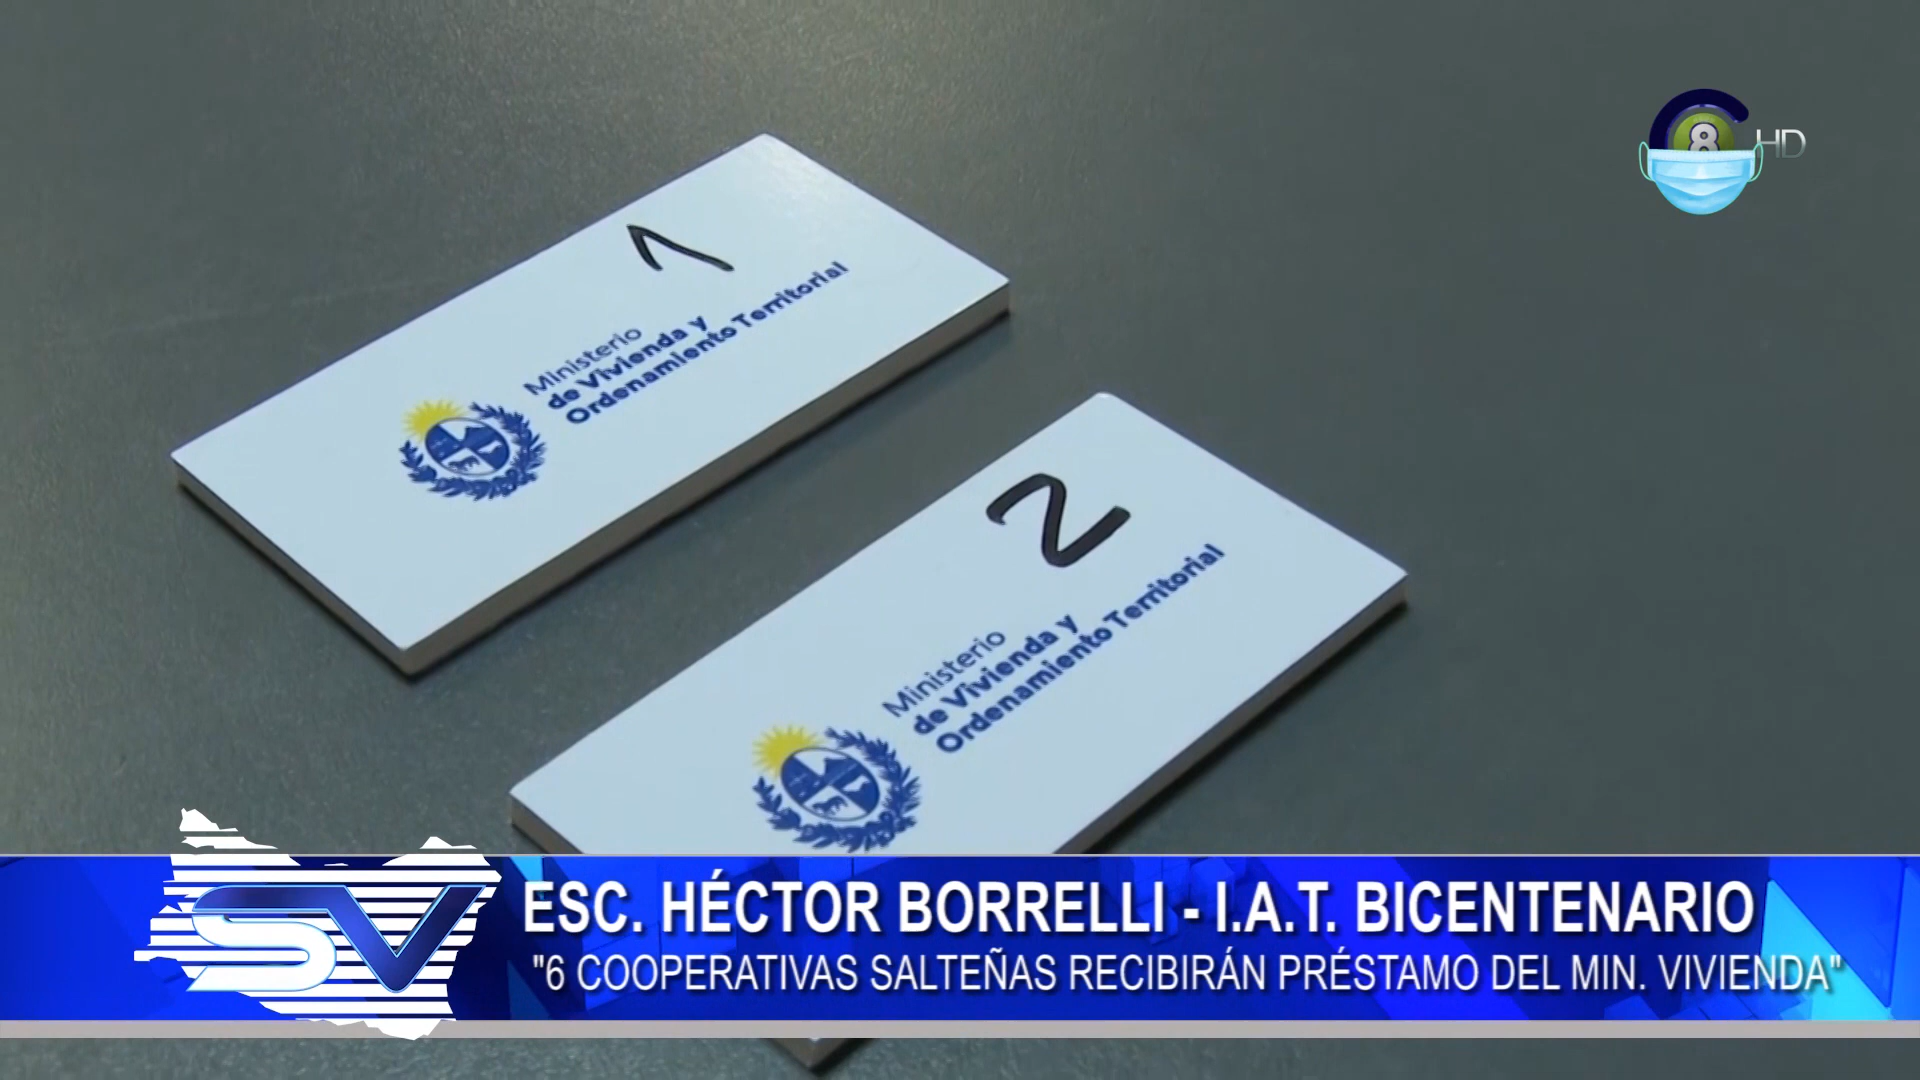 8 HD
1
Ministerio
de Vivienda y
Ordenamiento Territorial
2
Ministerio
de Vivienda y
Ordenamiento Territorial
SV
ESC. HÉCTOR BORRELLI - I.A.T. BICENTENARIO
"6 COOPERATIVAS SALTEÑAS RECIBIRÁN PRÉSTAMO DEL MIN. VIVIENDA"